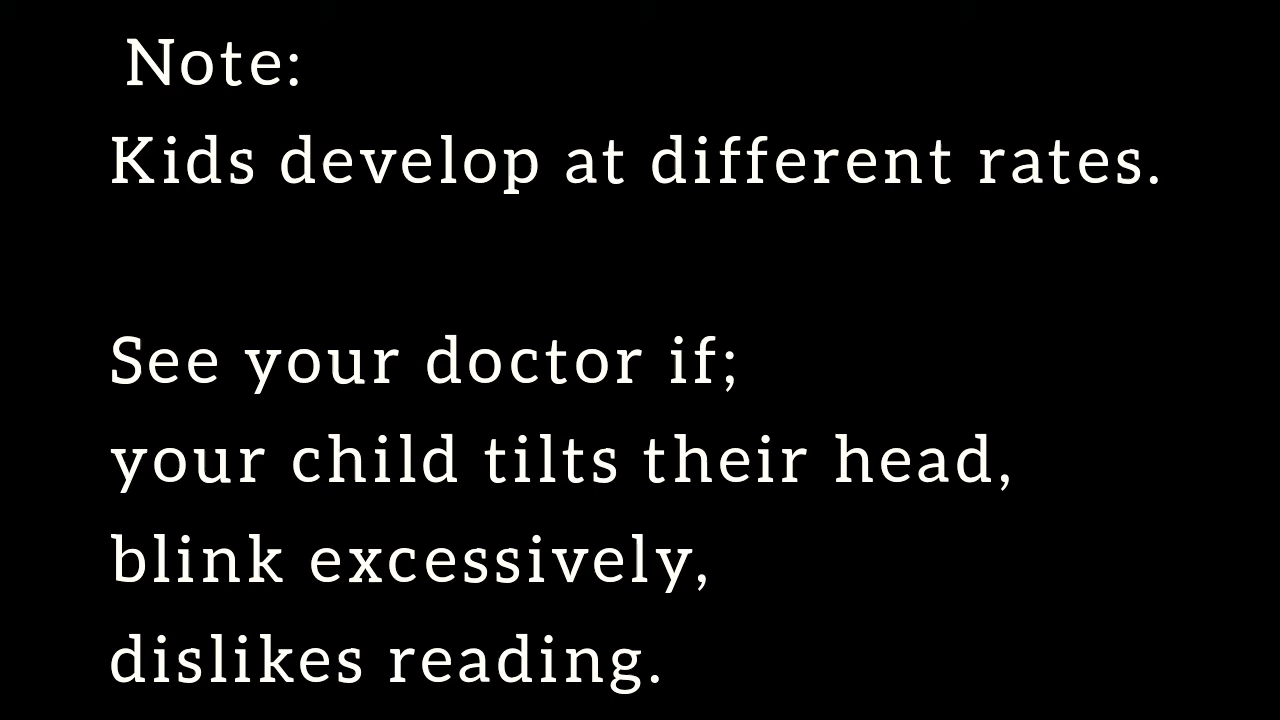 Note:
Kids develop at different rates.
See your doctor if;
your child tilts their head,
blink excessively,
dislikes reading.